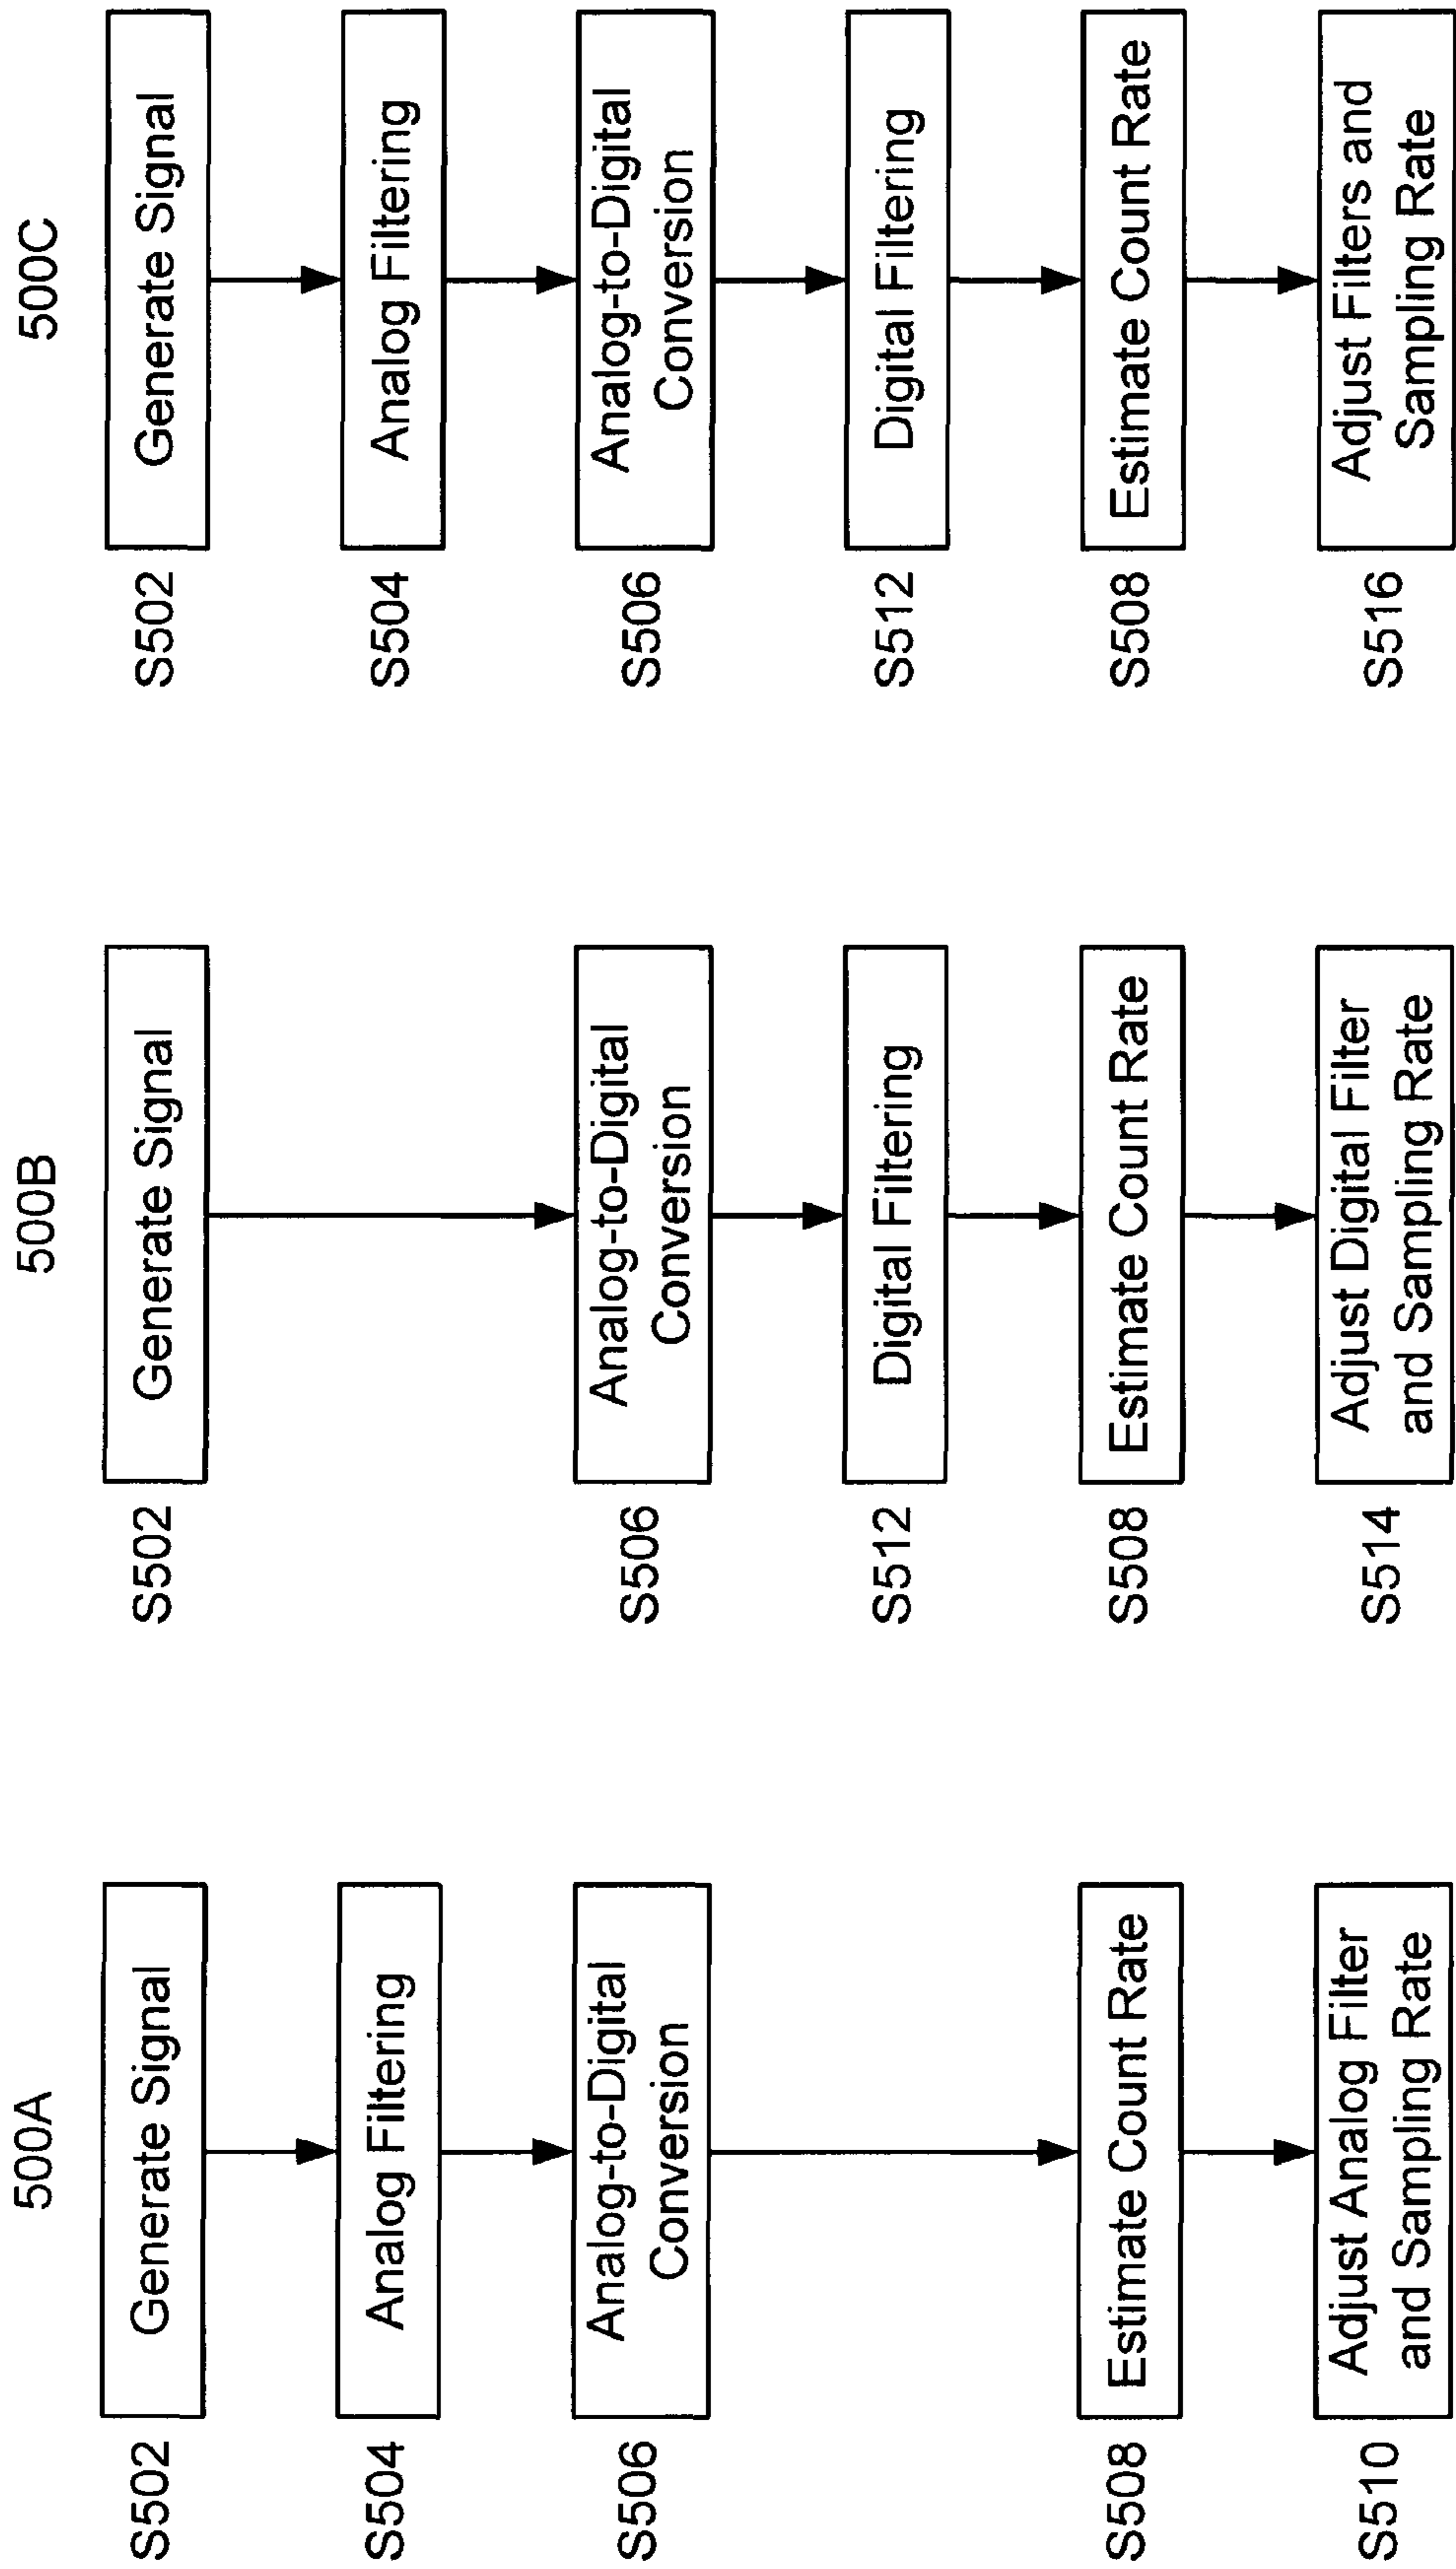 500A
S502
Generate Signal
S504
Analog Filtering
S506
Analog-to-Digital
Conversion
S508
Estimate Count Rate
S510
Adjust Analog Filter
and Sampling Rate
500B
S502
Generate Signal
S506
Analog-to-Digital
Conversion
S512
Digital Filtering
S508
Estimate Count Rate
S514
Adjust Digital Filter
and Sampling Rate
500C
S502
Generate Signal
S504
Analog Filtering
S506
Analog-to-Digital
Conversion
S512
Digital Filtering
S508
Estimate Count Rate
S516
Adjust Filters and
Sampling Rate